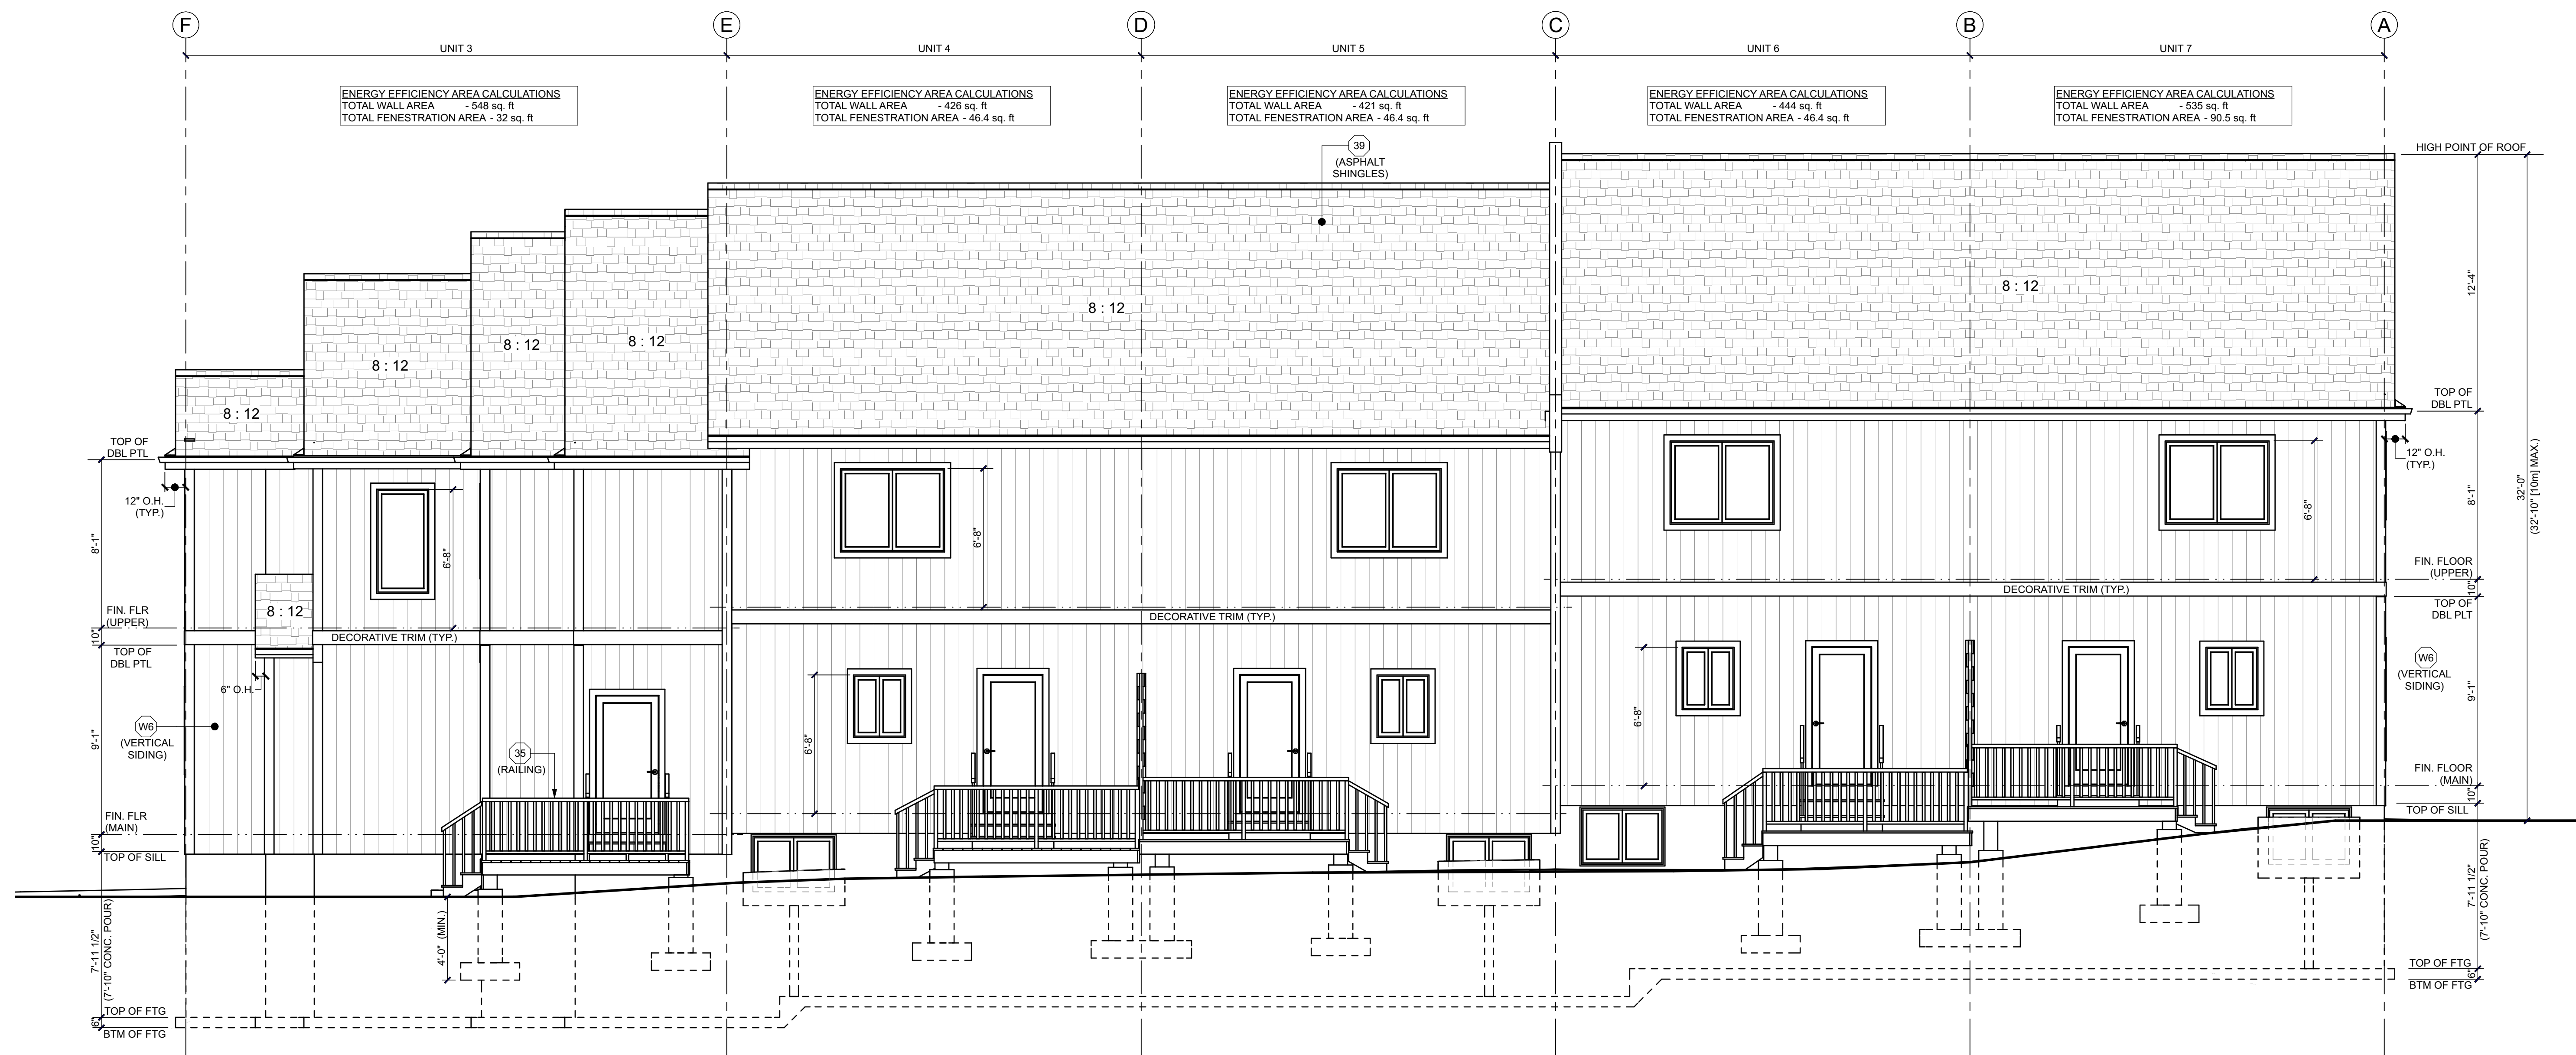 F
E
D
C
B
A
UNIT 3
UNIT 4
UNIT 5
UNIT 6
UNIT 7
ENERGY EFFICIENCY AREA CALCULATIONS
TOTAL WALL AREA - 548 sq. ft
TOTAL FENESTRATION AREA - 32 sq. ft
ENERGY EFFICIENCY AREA CALCULATIONS
TOTAL WALL AREA - 426 sq. ft
TOTAL FENESTRATION AREA - 46.4 sq. ft
ENERGY EFFICIENCY AREA CALCULATIONS
TOTAL WALL AREA - 421 sq. ft
TOTAL FENESTRATION AREA - 46.4 sq. ft
ENERGY EFFICIENCY AREA CALCULATIONS
TOTAL WALL AREA - 444 sq. ft
TOTAL FENESTRATION AREA - 46.4 sq. ft
ENERGY EFFICIENCY AREA CALCULATIONS
TOTAL WALL AREA - 535 sq. ft
TOTAL FENESTRATION AREA - 90.5 sq. ft
39
(ASPHALT
SHINGLES)
HIGH POINT OF ROOF
8 : 12
8 : 12
8 : 12
8 : 12
8 : 12
8 : 12
12'-4"
32'-0"
(32'-10" [10m] MAX.)
TOP OF
DBL PTL
12" O.H.
(TYP.)
8'-1"
6'-8"
FIN. FLOOR
(UPPER)
10"
TOP OF
DBL PLT
W6
(VERTICAL
SIDING)
9'-1"
FIN. FLOOR
(MAIN)
10"
TOP OF SILL
7'-11 1/2"
(7'-10" CONC. POUR)
TOP OF FTG
6"
BTM OF FTG
TOP OF
DBL PTL
12" O.H.
(TYP.)
8'-1"
6'-8"
6'-8"
8 : 12
FIN. FLR
(UPPER)
10"
DECORATIVE TRIM (TYP.)
DECORATIVE TRIM (TYP.)
DECORATIVE TRIM (TYP.)
TOP OF
DBL PTL
6" O.H.
W6
(VERTICAL
SIDING)
9'-1"
35
(RAILING)
6'-8"
6'-8"
FIN. FLR
(MAIN)
10"
TOP OF SILL
7'-11 1/2"
(7'-10" CONC. POUR)
4'-0" (MIN.)
TOP OF FTG
6"
BTM OF FTG